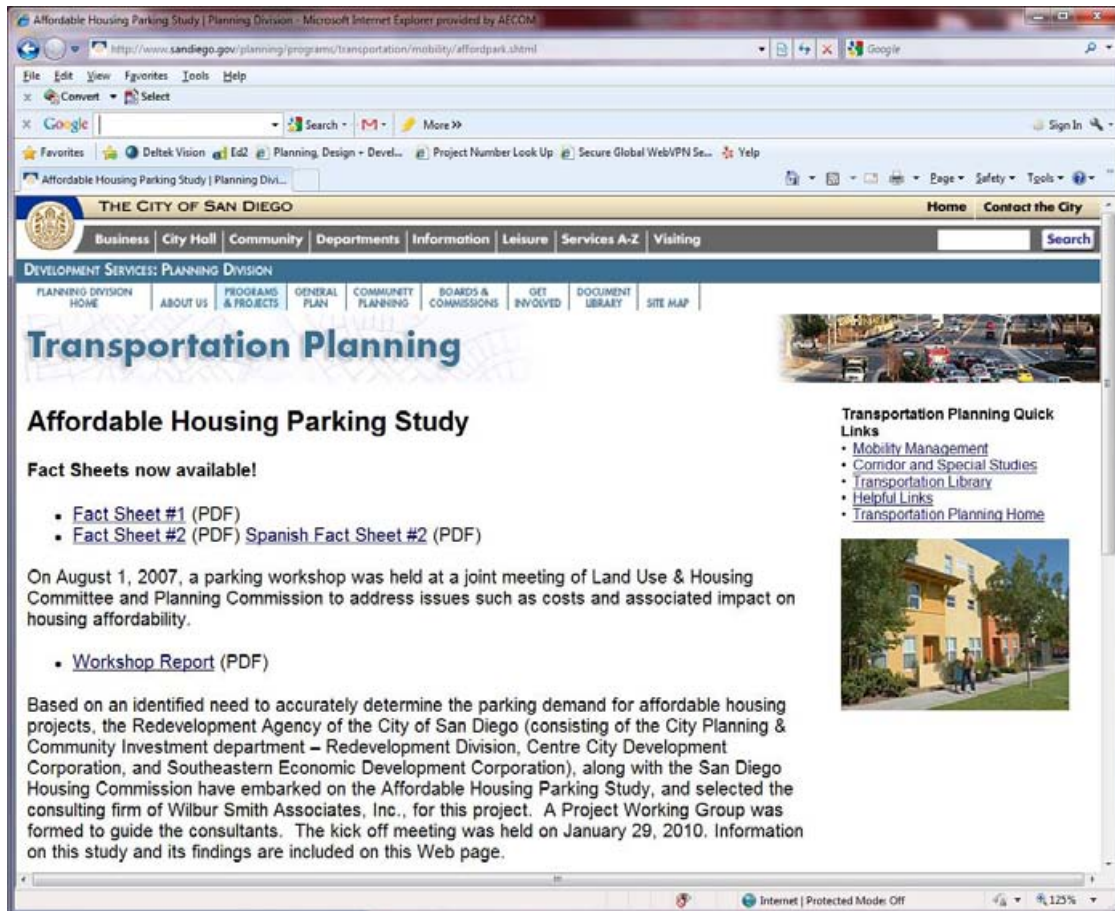 Affordable Housing Parking Study | Planning Division - Microsoft Internet Explorer provided by AECOM
http://www.sandiego.gov/planning/programs/transportation/mobility/affordpark.shtml
Google
File Edit View Favorites Tools Help
x Convert Select
x Google Search M More >> Sign In
Favorites Deltek Vision Ed2 Planning, Design + Devel... Project Number Look Up Secure Global WebVPN Se... Yelp
Affordable Housing Parking Study | Planning Divi... Page Safety Tools
THE CITY OF SAN DIEGO Home Contact the City
Business | City Hall | Community | Departments | Information | Leisure | Services A-Z | Visiting Search
DEVELOPMENT SERVICES: PLANNING DIVISION
PLANNING DIVISION HOME ABOUT US PROGRAMS & PROJECTS GENERAL PLAN COMMUNITY PLANNING BOARDS & COMMISSIONS GET INVOLVED DOCUMENT LIBRARY SITE MAP
Transportation Planning
Affordable Housing Parking Study
Fact Sheets now available!
• Fact Sheet #1 (PDF)
• Fact Sheet #2 (PDF) Spanish Fact Sheet #2 (PDF)
On August 1, 2007, a parking workshop was held at a joint meeting of Land Use & Housing
Committee and Planning Commission to address issues such as costs and associated impact on
housing affordability.
• Workshop Report (PDF)
Based on an identified need to accurately determine the parking demand for affordable housing
projects, the Redevelopment Agency of the City of San Diego (consisting of the City Planning &
Community Investment department – Redevelopment Division, Centre City Development
Corporation, and Southeastern Economic Development Corporation), along with the San Diego
Housing Commission have embarked on the Affordable Housing Parking Study, and selected the
consulting firm of Wilbur Smith Associates, Inc., for this project. A Project Working Group was
formed to guide the consultants. The kick off meeting was held on January 29, 2010. Information
on this study and its findings are included on this Web page.
Transportation Planning Quick
Links
• Mobility Management
• Corridor and Special Studies
• Transportation Library
• Helpful Links
• Transportation Planning Home
Internet | Protected Mode: Off 125%